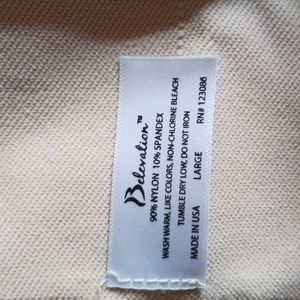 Belevation™
90% NYLON 10% SPANDEX
WASH WARM, LIKE COLORS, NON-CHLORINE BLEACH
TUMBLE DRY LOW, DO NOT IRON
MADE IN USA LARGE RN# 123086